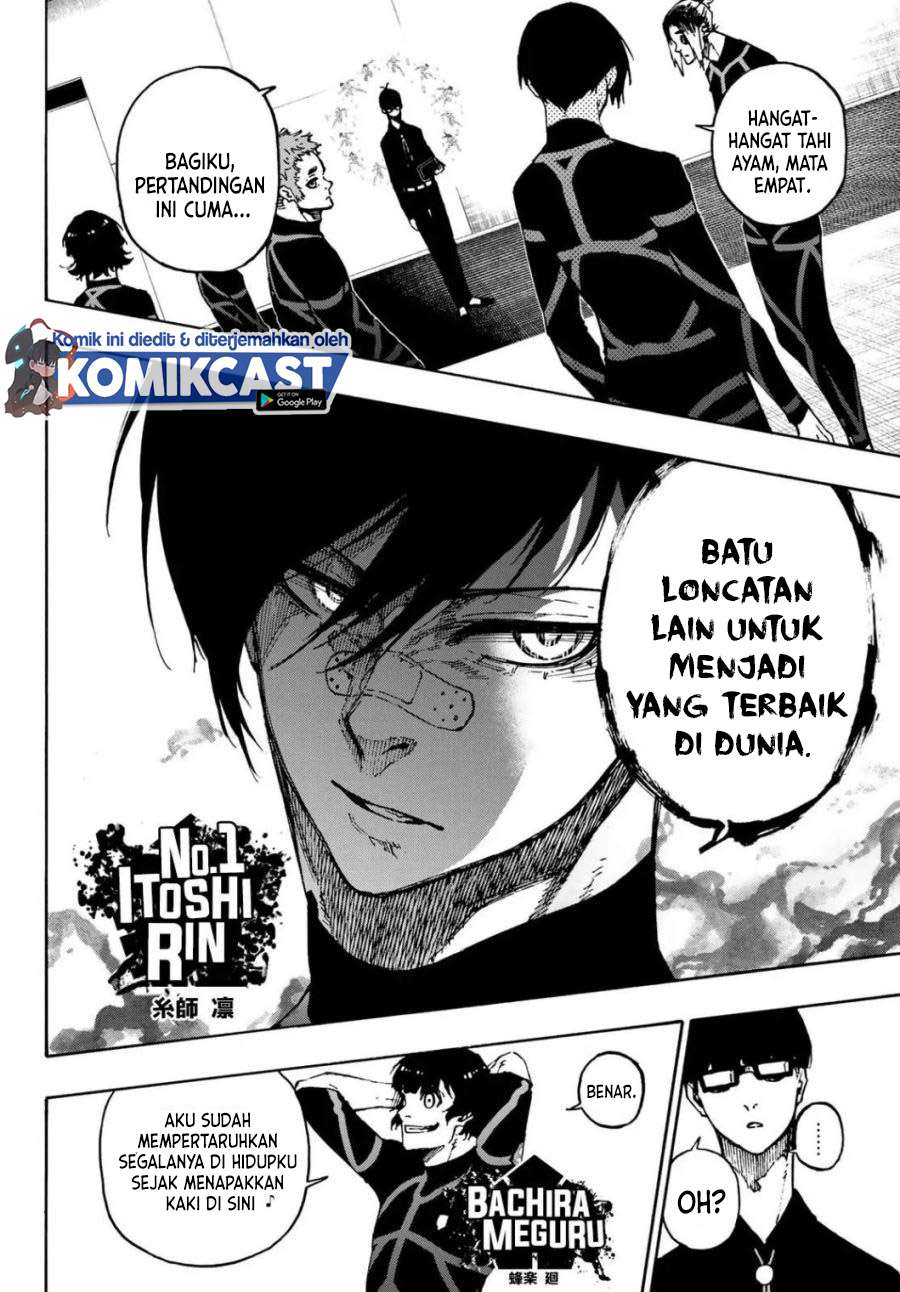 HANGAT-
HANGAT TAHI
AYAM, MATA
EMPAT.
BAGIKU,
PERTANDINGAN
INI CUMA...
Komik ini diedit & diterjemahkan oleh
KOMIKCAST
GET IT ON
Google Play
BATU
LONCATAN
LAIN UNTUK
MENJADI
YANG TERBAIK
DI DUNIA.
No.1
ITOSHI
RIN
糸師 凛
......
OH?
BENAR.
AKU SUDAH
MEMPERTARUHKAN
SEGALANYA DI HIDUPKU
SEJAK MENAPAKKAN
KAKI DI SINI ♪
BACHIRA
MEGURU
蜂楽 廻